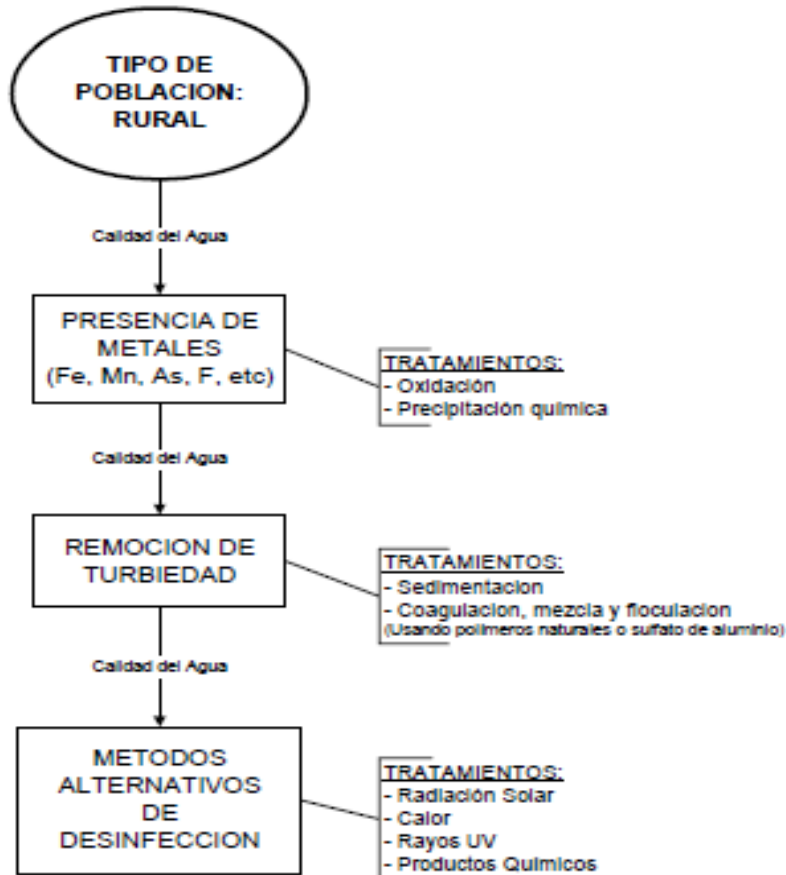 TIPO DE
POBLACION:
RURAL
Calidad del Agua
PRESENCIA DE
METALES
(Fe, Mn, As, F, etc)
TRATAMIENTOS:
- Oxidación
- Precipitación química
Calidad del Agua
REMOCION DE
TURBIEDAD
TRATAMIENTOS:
- Sedimentacion
- Coagulacion, mezcla y floculacion
(Usando polimeros naturales o sulfato de aluminio)
Calidad del Agua
METODOS
ALTERNATIVOS
DE
DESINFECCION
TRATAMIENTOS:
- Radiación Solar
- Calor
- Rayos UV
- Productos Químicos